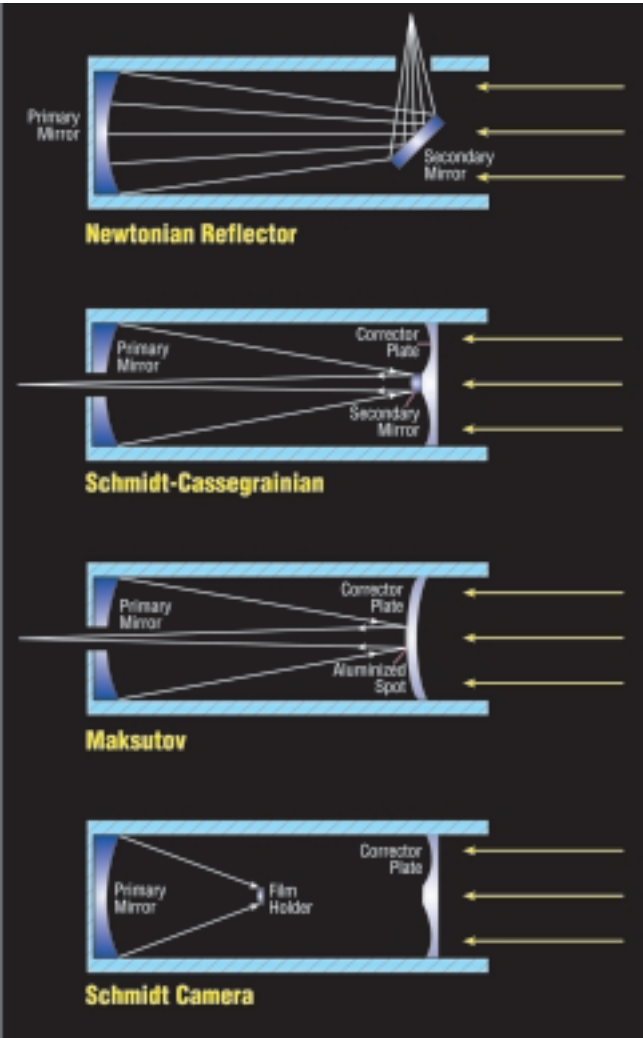 Primary
Mirror
Secondary
Mirror
Newtonian Reflector
Corrector
Plate
Primary
Mirror
Secondary
Mirror
Schmidt-Cassegrainian
Corrector
Plate
Primary
Mirror
Aluminized
Spot
Maksutov
Corrector
Plate
Primary
Mirror
Film
Holder
Schmidt Camera